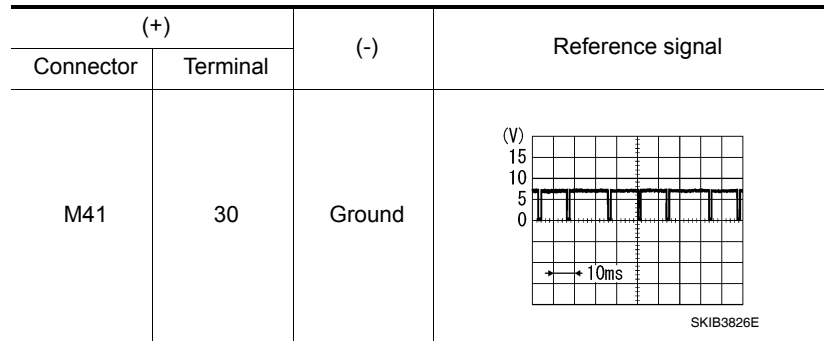 (+)
(-)
Reference signal
Connector
Terminal
M41
30
Ground
(V)
15
10
5
0
10ms
SKIB3826E